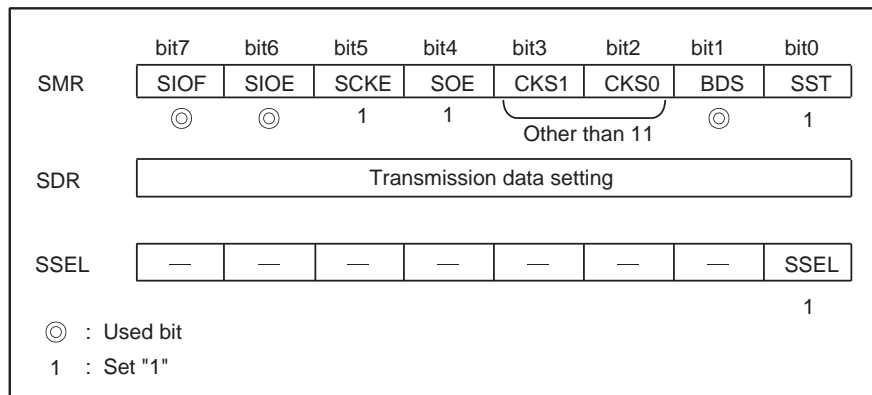 bit7 bit6 bit5 bit4 bit3 bit2 bit1 bit0
SMR SIOF SIOE SCKE SOE CKS1 CKS0 BDS SST
◎ ◎ 1 1 Other than 11 ◎ 1
SDR Transmission data setting
SSEL — — — — — — — SSEL
1
◎ : Used bit
1 : Set "1"